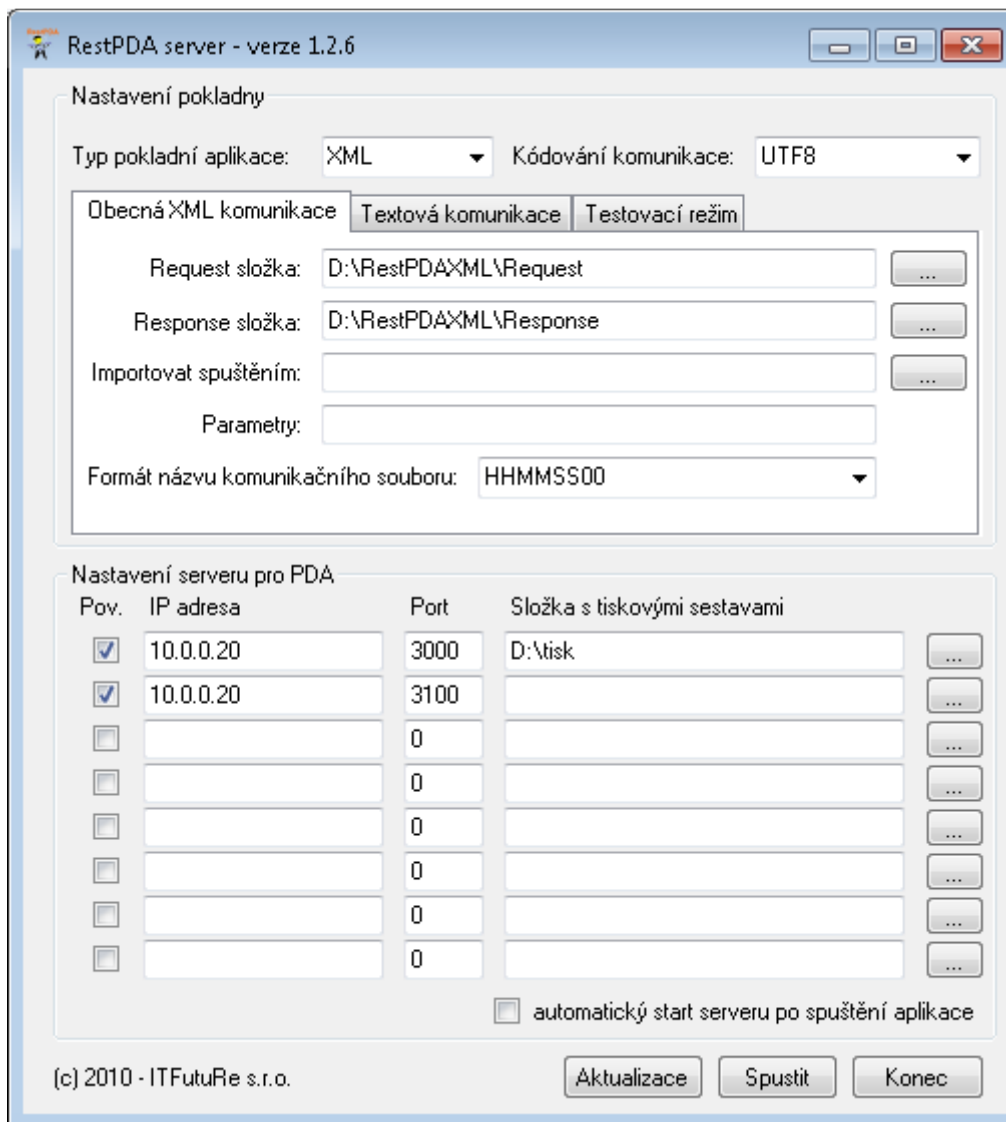 RestPDA server - verze 1.2.6
Nastavení pokladny
Typ pokladní aplikace: XML Kódování komunikace: UTF8
Obecná XML komunikace Textová komunikace Testovací režim
Request složka: D:\RestPDAXML\Request ...
Response složka: D:\RestPDAXML\Response ...
Importovat spuštěním: ...
Parametry:
Formát názvu komunikačního souboru: HHMMSS00
Nastavení serveru pro PDA
Pov. IP adresa Port Složka s tiskovými sestavami
10.0.0.20 3000 D:\tisk ...
10.0.0.20 3100 ...
0 ...
0 ...
0 ...
0 ...
0 ...
0 ...
automatický start serveru po spuštění aplikace
(c) 2010 - ITFutuRe s.r.o. Aktualizace Spustit Konec